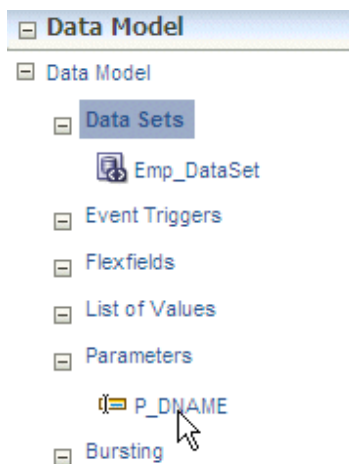 Data Model
Data Model
Data Sets
Emp_DataSet
Event Triggers
Flexfields
List of Values
Parameters
P_DNAME
Bursting